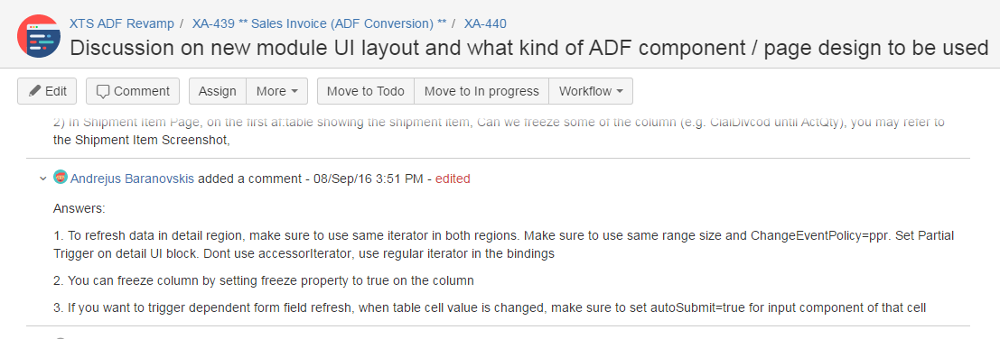 XTS ADF Revamp / XA-439 ** Sales Invoice (ADF Conversion) ** / XA-440
Discussion on new module UI layout and what kind of ADF component / page design to be used
Edit Comment Assign More Move to Todo Move to In progress Workflow
2) In Shipment Item Page, on the first af:table showing the shipment item, Can we freeze some of the column (e.g. ClalDivcod until ActQty), you may refer to
the Shipment Item Screenshot,
Andrejus Baranovskis added a comment - 08/Sep/16 3:51 PM - edited
Answers:
1. To refresh data in detail region, make sure to use same iterator in both regions. Make sure to use same range size and ChangeEventPolicy=ppr. Set Partial
Trigger on detail UI block. Dont use accessorIterator, use regular iterator in the bindings
2. You can freeze column by setting freeze property to true on the column
3. If you want to trigger dependent form field refresh, when table cell value is changed, make sure to set autoSubmit=true for input component of that cell